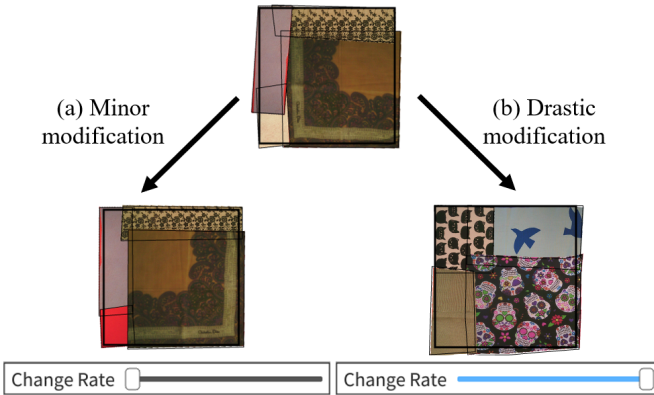 (a) Minor
modification
(b) Drastic
modification
Change Rate
Change Rate